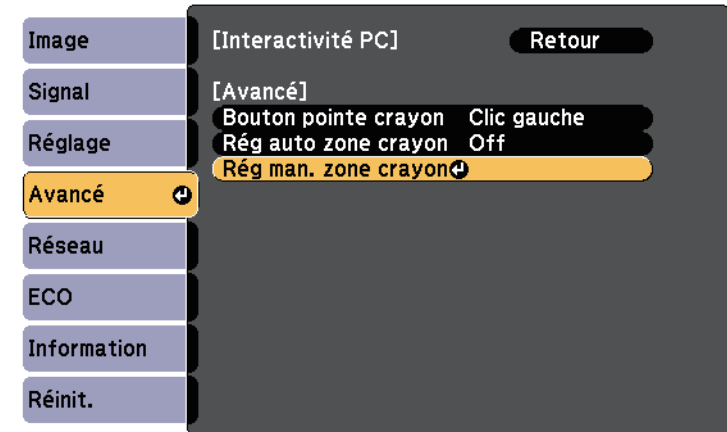 Image
Signal
Réglage
Avancé
Réseau
ECO
Information
Réinit.
[Interactivité PC] Retour
[Avancé]
Bouton pointe crayon Clic gauche
Rég auto zone crayon Off
Rég man. zone crayon